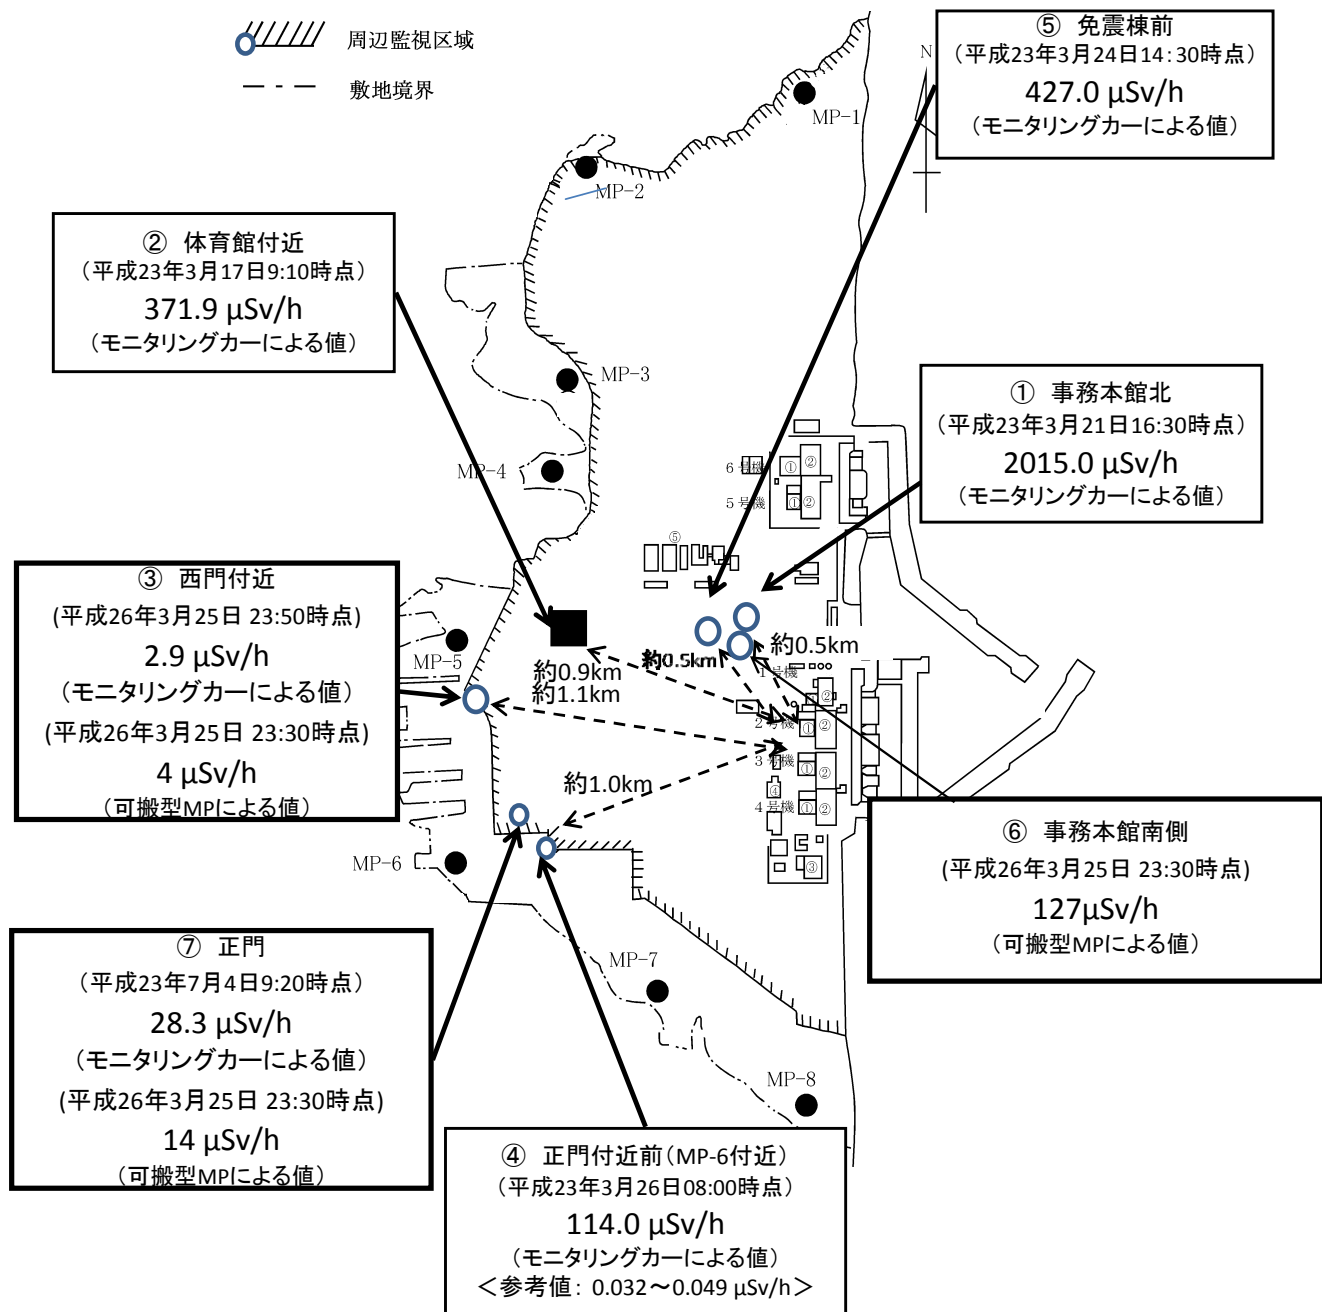 周辺監視区域
敷地境界
⑤ 免震棟前
（平成23年3月24日14:30時点）
427.0 μSv/h
（モニタリングカーによる値）
N
MP-1
MP-2
② 体育館付近
（平成23年3月17日9:10時点）
371.9 μSv/h
（モニタリングカーによる値）
MP-3
MP-4
① 事務本館北
（平成23年3月21日16:30時点）
2015.0 μSv/h
（モニタリングカーによる値）
6号機
① ②
5号機
① ②
⑤
③ 西門付近
(平成26年3月25日 23:50時点)
2.9 μSv/h
（モニタリングカーによる値）
(平成26年3月25日 23:30時点)
4 μSv/h
（可搬型MPによる値）
MP-5
約0.9km
約1.1km
約0.5km
約0.5km
1号機
②
2号機
① ②
3号機
① ②
④
4号機
① ②
③
約1.0km
MP-6
⑥ 事務本館南側
(平成26年3月25日 23:30時点)
127μSv/h
（可搬型MPによる値）
⑦ 正門
（平成23年7月4日9:20時点）
28.3 μSv/h
（モニタリングカーによる値）
(平成26年3月25日 23:30時点)
14 μSv/h
（可搬型MPによる値）
MP-7
MP-8
④ 正門付近前（MP-6付近）
（平成23年3月26日08:00時点）
114.0 μSv/h
（モニタリングカーによる値）
＜参考値: 0.032～0.049 μSv/h＞